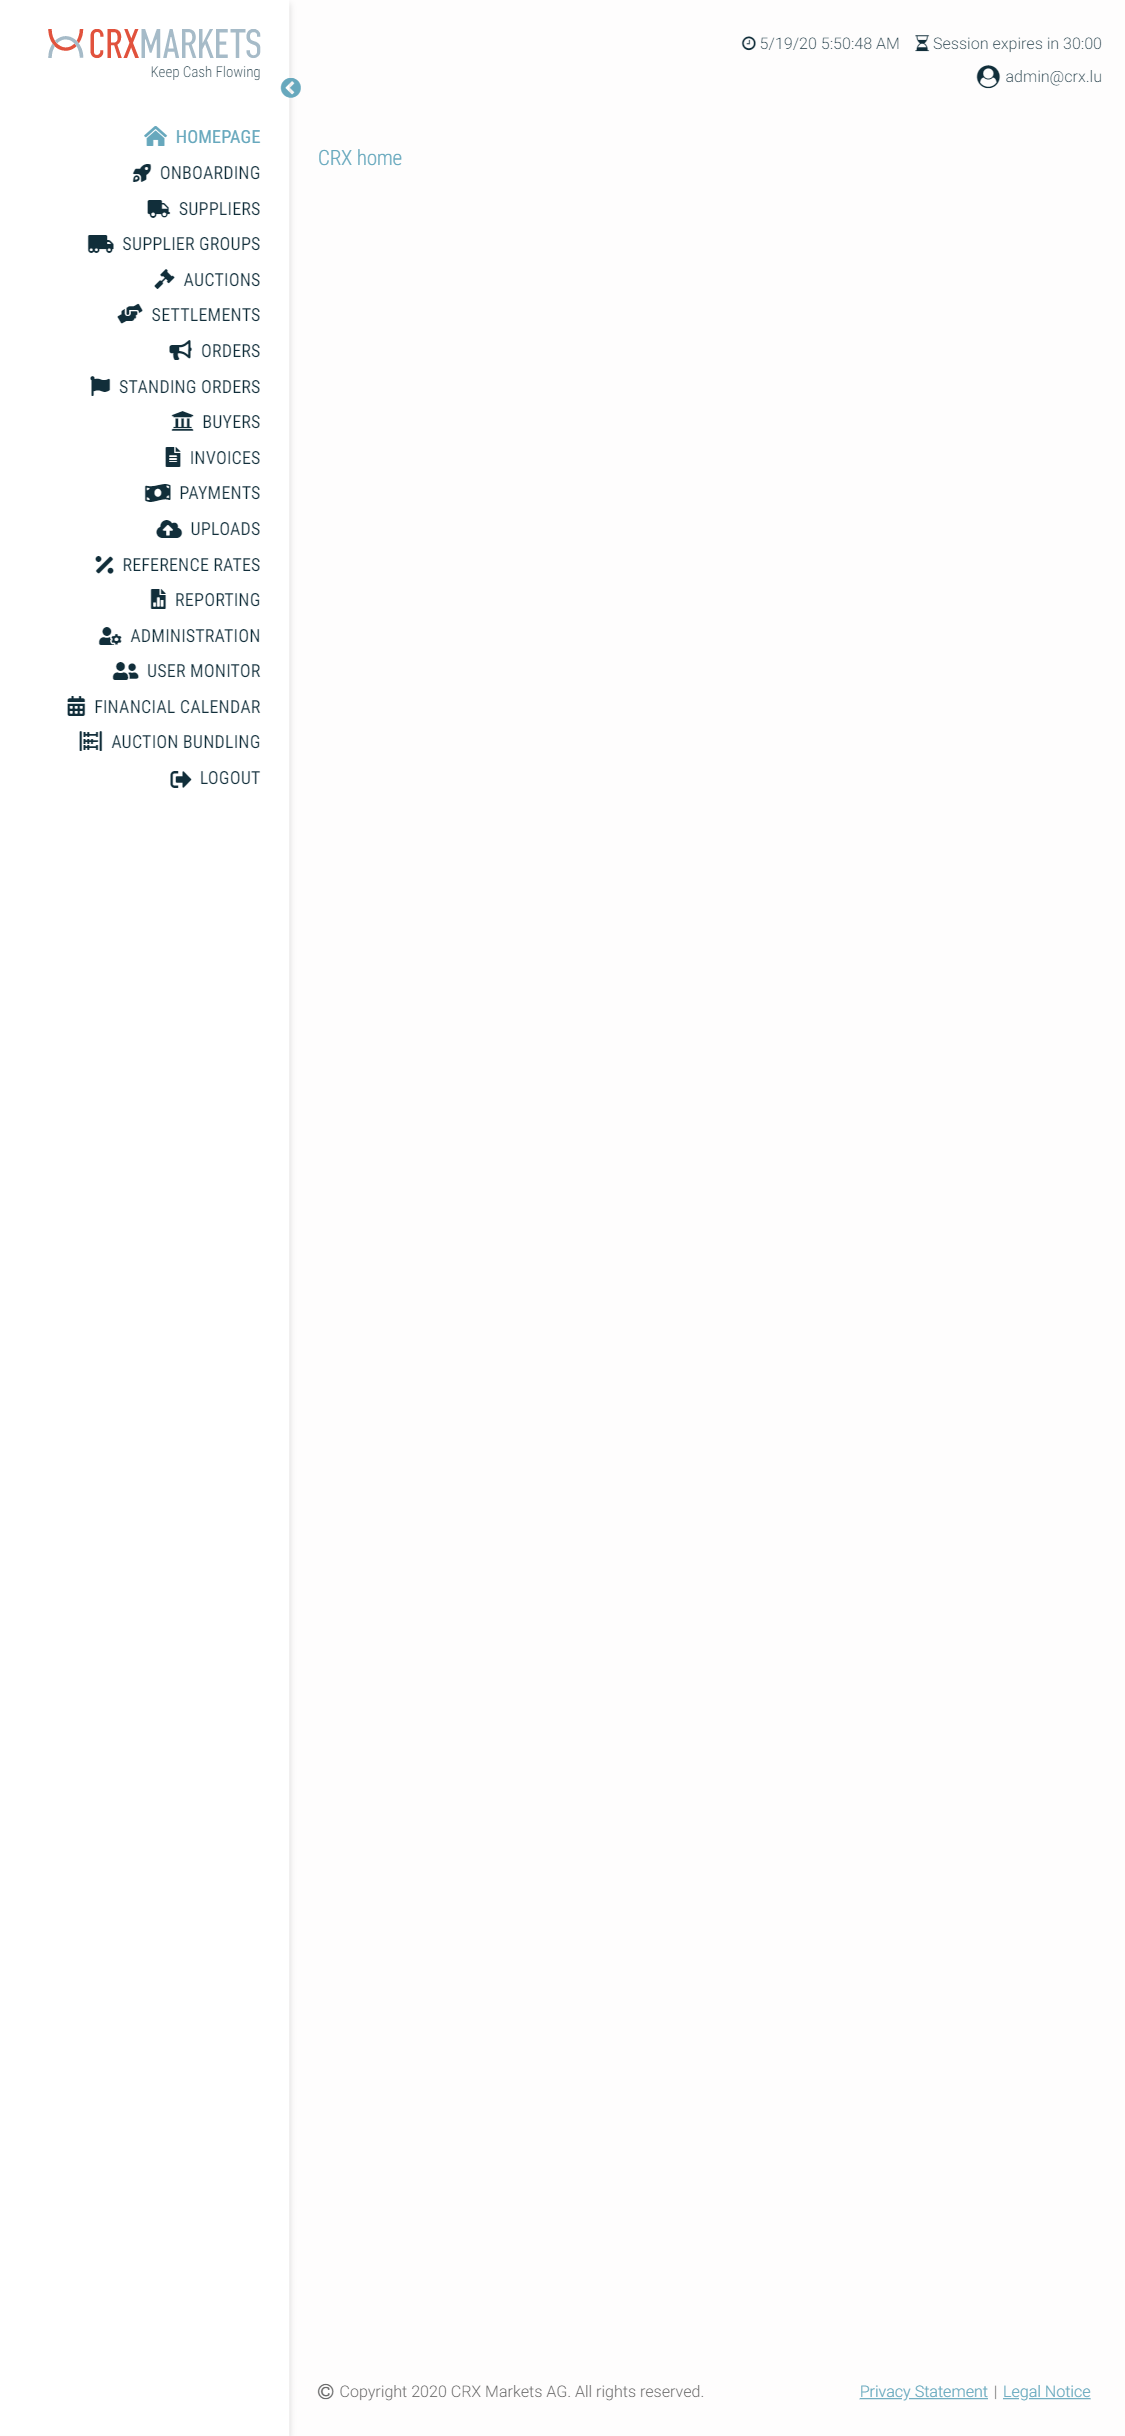 CRXMARKETS
Keep Cash Flowing
5/19/20 5:50:48 AM Session expires in 30:00
admin@crx.lu
HOMEPAGE
ONBOARDING
SUPPLIERS
SUPPLIER GROUPS
AUCTIONS
SETTLEMENTS
ORDERS
STANDING ORDERS
BUYERS
INVOICES
PAYMENTS
UPLOADS
REFERENCE RATES
REPORTING
ADMINISTRATION
USER MONITOR
FINANCIAL CALENDAR
AUCTION BUNDLING
LOGOUT
CRX home
© Copyright 2020 CRX Markets AG. All rights reserved.
Privacy Statement | Legal Notice